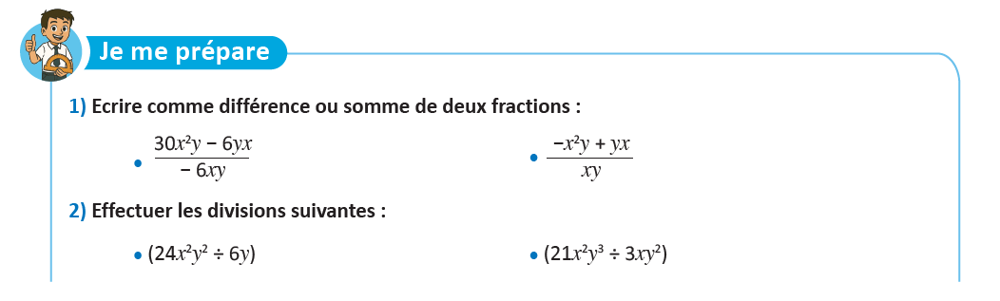 Je me prépare
1) Ecrire comme différence ou somme de deux fractions :
• (30x²y − 6yx)/(− 6xy) • (−x²y + yx)/(xy)
2) Effectuer les divisions suivantes :
• (24x²y² ÷ 6y) • (21x²y³ ÷ 3xy²)